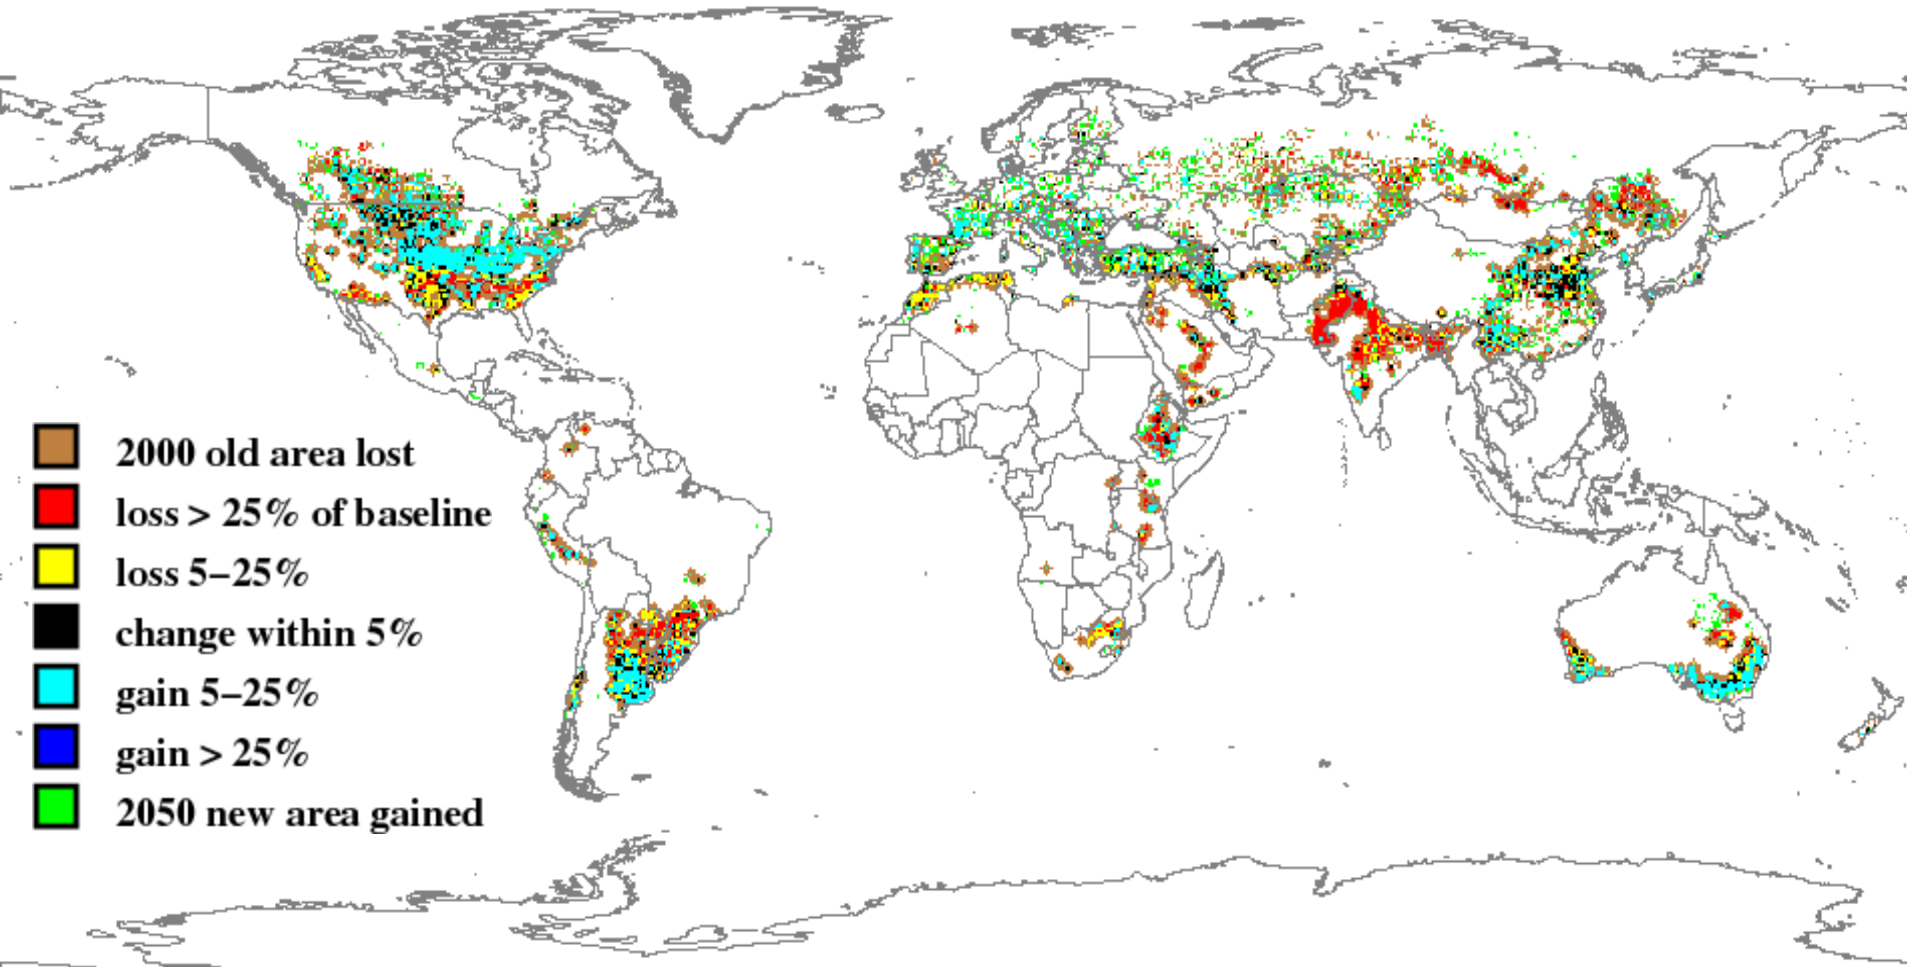 2000 old area lost
loss > 25% of baseline
loss 5–25%
change within 5%
gain 5–25%
gain > 25%
2050 new area gained